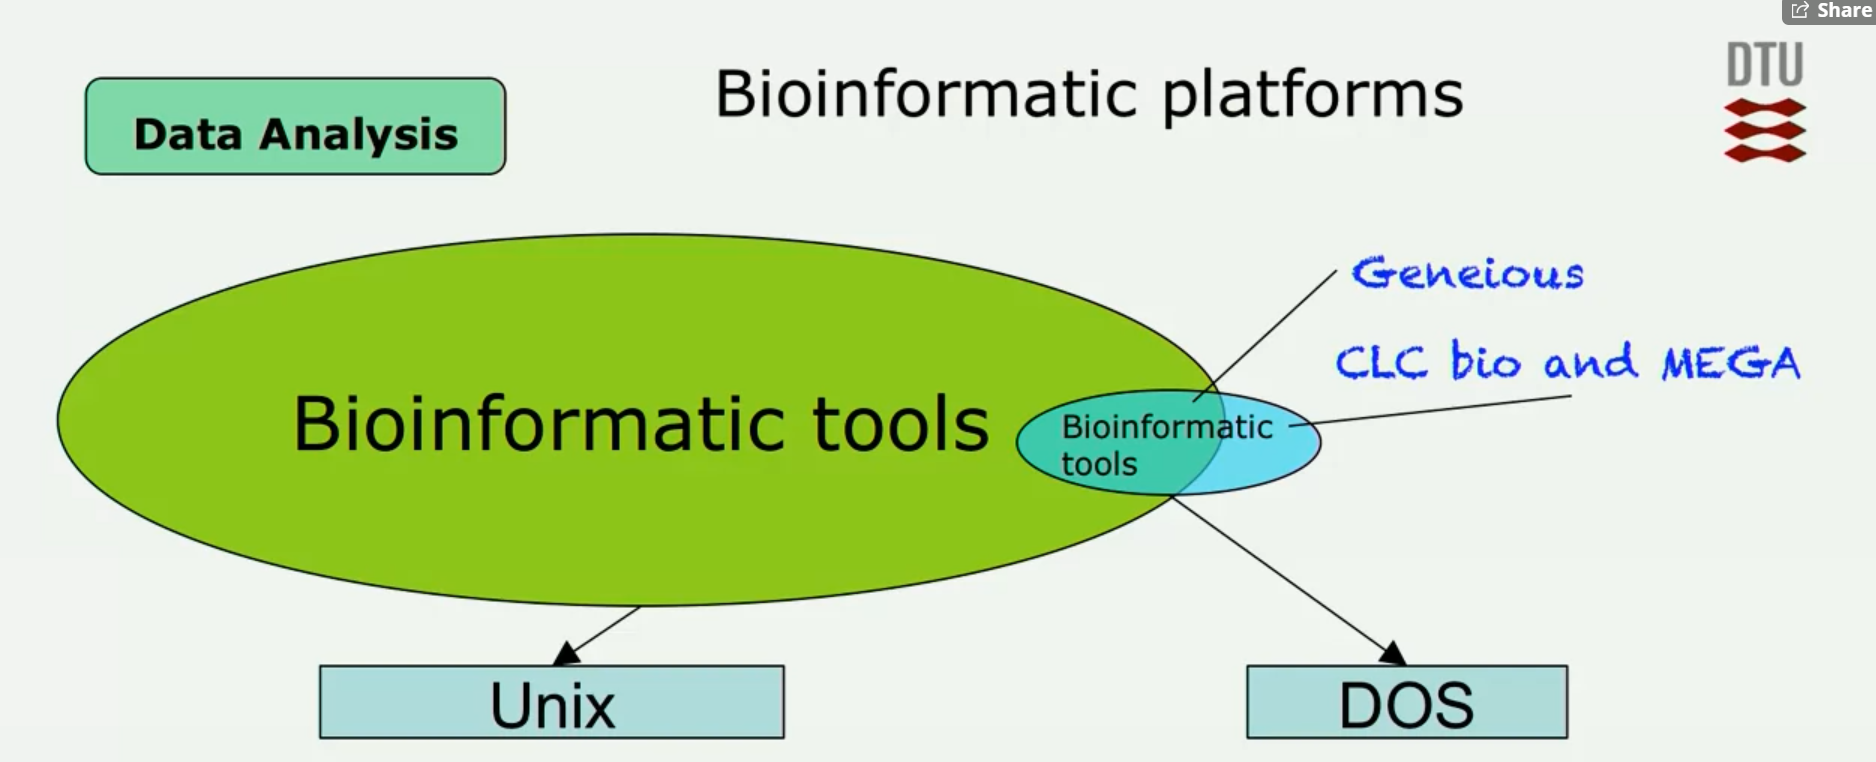 Share
DTU
Data Analysis
Bioinformatic platforms
Geneious
CLC bio and MEGA
Bioinformatic tools
Bioinformatic
tools
Unix
DOS